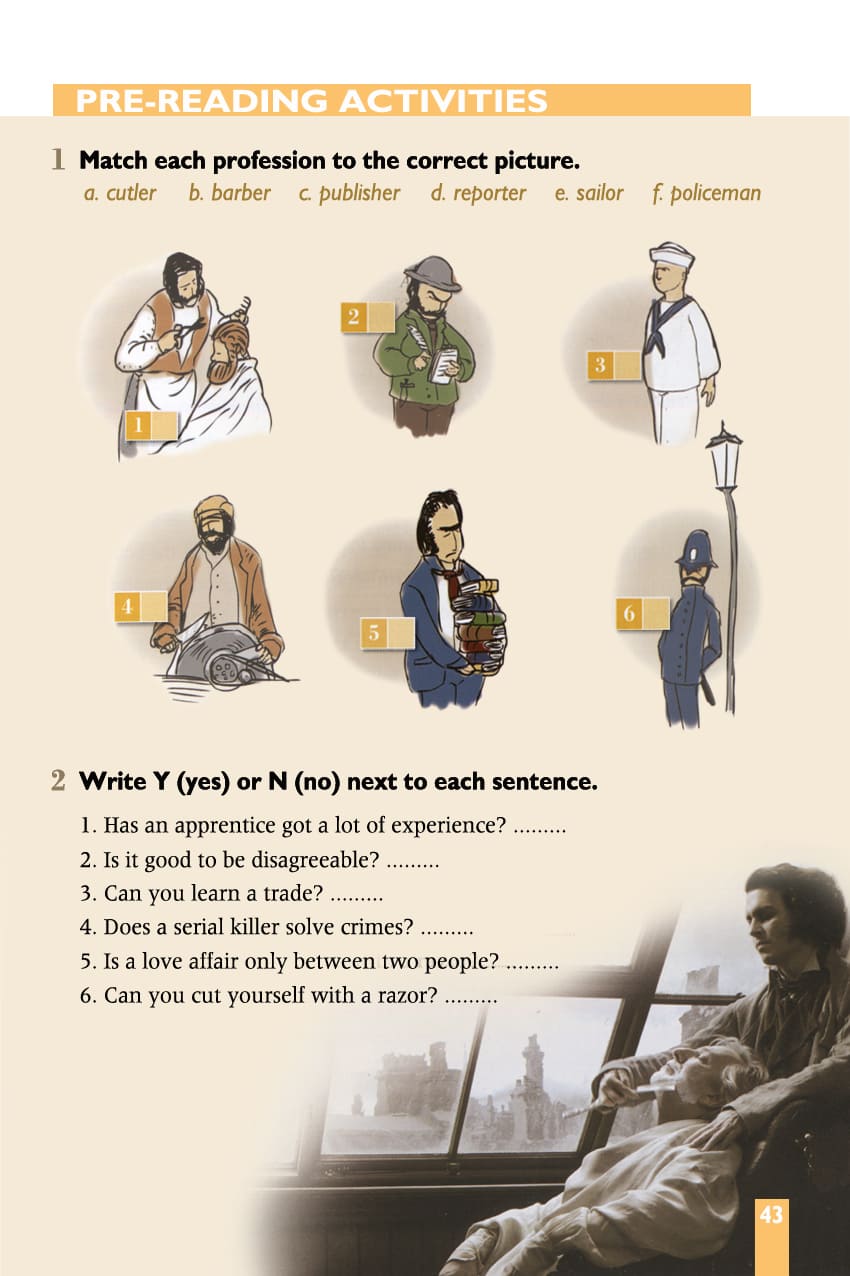 PRE-READING ACTIVITIES
1 Match each profession to the correct picture.
a. cutler b. barber c. publisher d. reporter e. sailor f. policeman
2
3
1
4
5
6
2 Write Y (yes) or N (no) next to each sentence.
1. Has an apprentice got a lot of experience? .........
2. Is it good to be disagreeable? .........
3. Can you learn a trade? .........
4. Does a serial killer solve crimes? .........
5. Is a love affair only between two people? .........
6. Can you cut yourself with a razor? .........
43